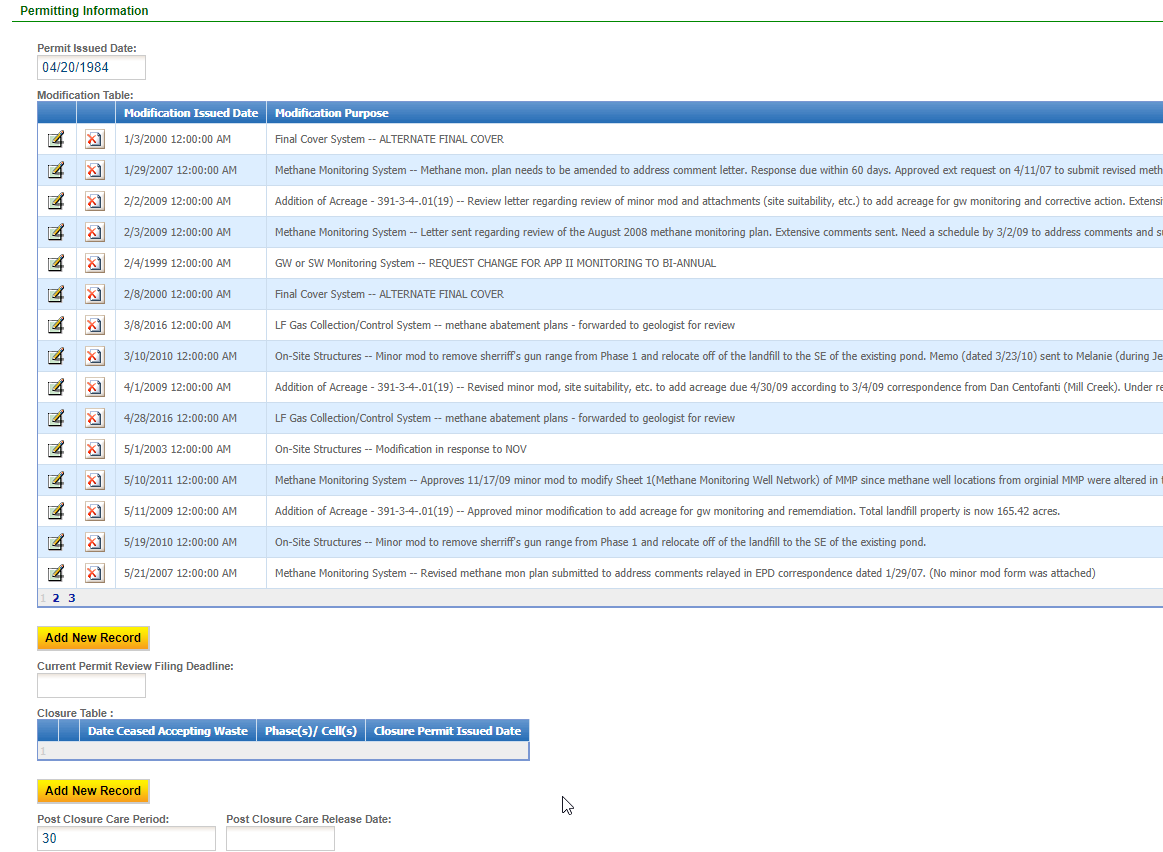 Permitting Information
Permit Issued Date:
04/20/1984
Modification Table:
Modification Issued Date Modification Purpose
1/3/2000 12:00:00 AM Final Cover System -- ALTERNATE FINAL COVER
1/29/2007 12:00:00 AM Methane Monitoring System -- Methane mon. plan needs to be amended to address comment letter. Response due within 60 days. Approved ext request on 4/11/07 to submit revised meth
2/2/2009 12:00:00 AM Addition of Acreage - 391-3-4-.01(19) -- Review letter regarding review of minor mod and attachments (site suitability, etc.) to add acreage for gw monitoring and corrective action. Extensi
2/3/2009 12:00:00 AM Methane Monitoring System -- Letter sent regarding review of the August 2008 methane monitoring plan. Extensive comments sent. Need a schedule by 3/2/09 to address comments and su
2/4/1999 12:00:00 AM GW or SW Monitoring System -- REQUEST CHANGE FOR APP II MONITORING TO BI-ANNUAL
2/8/2000 12:00:00 AM Final Cover System -- ALTERNATE FINAL COVER
3/8/2016 12:00:00 AM LF Gas Collection/Control System -- methane abatement plans - forwarded to geologist for review
3/10/2010 12:00:00 AM On-Site Structures -- Minor mod to remove sherriff's gun range from Phase 1 and relocate off of the landfill to the SE of the existing pond. Memo (dated 3/23/10) sent to Melanie (during Je
4/1/2009 12:00:00 AM Addition of Acreage - 391-3-4-.01(19) -- Revised minor mod, site suitability, etc. to add acreage due 4/30/09 according to 3/4/09 correspondence from Dan Centofanti (Mill Creek). Under re
4/28/2016 12:00:00 AM LF Gas Collection/Control System -- methane abatement plans - forwarded to geologist for review
5/1/2003 12:00:00 AM On-Site Structures -- Modification in response to NOV
5/10/2011 12:00:00 AM Methane Monitoring System -- Approves 11/17/09 minor mod to modify Sheet 1(Methane Monitoring Well Network) of MMP since methane well locations from orginial MMP were altered in t
5/11/2009 12:00:00 AM Addition of Acreage - 391-3-4-.01(19) -- Approved minor modification to add acreage for gw monitoring and rememdiation. Total landfill property is now 165.42 acres.
5/19/2010 12:00:00 AM On-Site Structures -- Minor mod to remove sherriff's gun range from Phase 1 and relocate off of the landfill to the SE of the existing pond.
5/21/2007 12:00:00 AM Methane Monitoring System -- Revised methane mon plan submitted to address comments relayed in EPD correspondence dated 1/29/07. (No minor mod form was attached)
1 2 3
Add New Record
Current Permit Review Filing Deadline:
Closure Table :
Date Ceased Accepting Waste Phase(s)/ Cell(s) Closure Permit Issued Date
1
Add New Record
Post Closure Care Period: Post Closure Care Release Date:
30